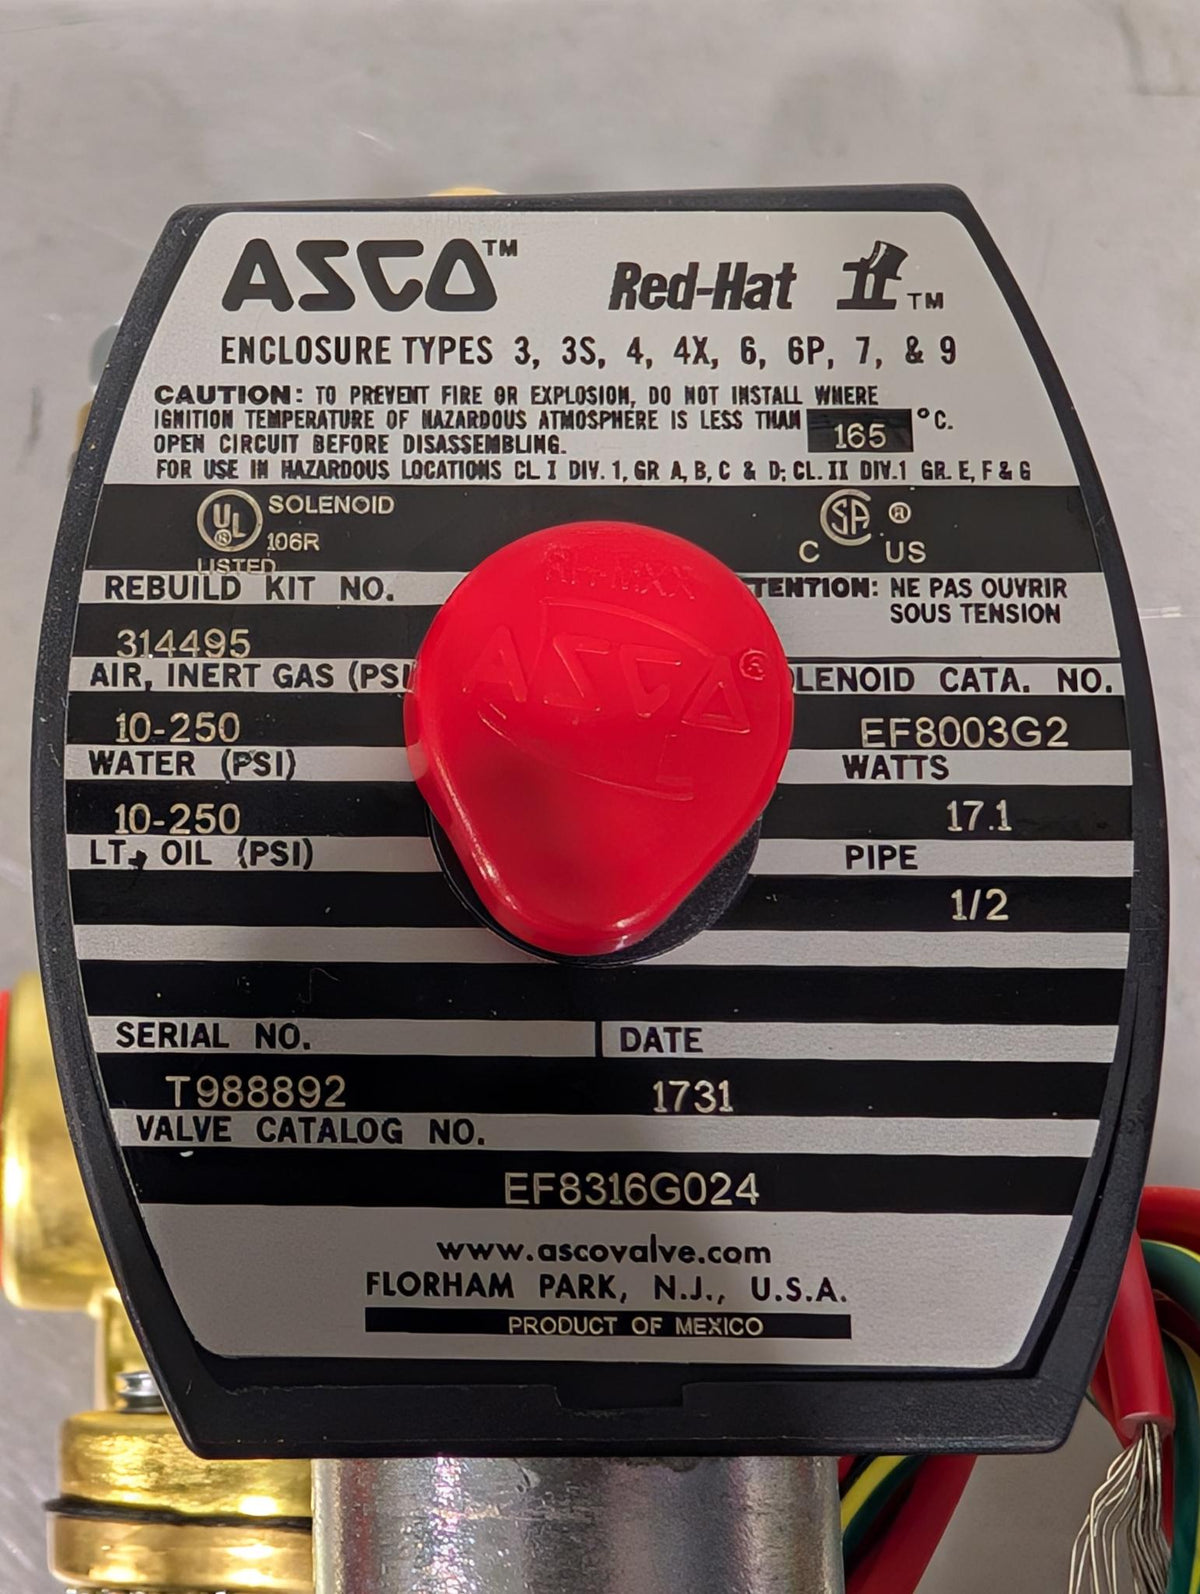 ASCO™ Red-Hat II™
ENCLOSURE TYPES 3, 3S, 4, 4X, 6, 6P, 7, & 9
CAUTION: TO PREVENT FIRE OR EXPLOSION, DO NOT INSTALL WHERE
IGNITION TEMPERATURE OF HAZARDOUS ATMOSPHERE IS LESS THAN 165 °C.
OPEN CIRCUIT BEFORE DISASSEMBLING.
FOR USE IN HAZARDOUS LOCATIONS CL. I DIV. 1, GR A, B, C & D; CL. II DIV.1 GR. E, F & G
UL® SOLENOID
106R
LISTED
C SA® US
REBUILD KIT NO.
314495
TENTION: NE PAS OUVRIR
SOUS TENSION
AIR, INERT GAS (PSI
10-250
LENOID CATA. NO.
EF8003G2
WATER (PSI)
10-250
WATTS
17.1
LT. OIL (PSI)
PIPE
1/2
ASCO®
SERIAL NO. DATE
T988892 1731
VALVE CATALOG NO.
EF8316G024
www.ascovalve.com
FLORHAM PARK, N.J., U.S.A.
PRODUCT OF MEXICO